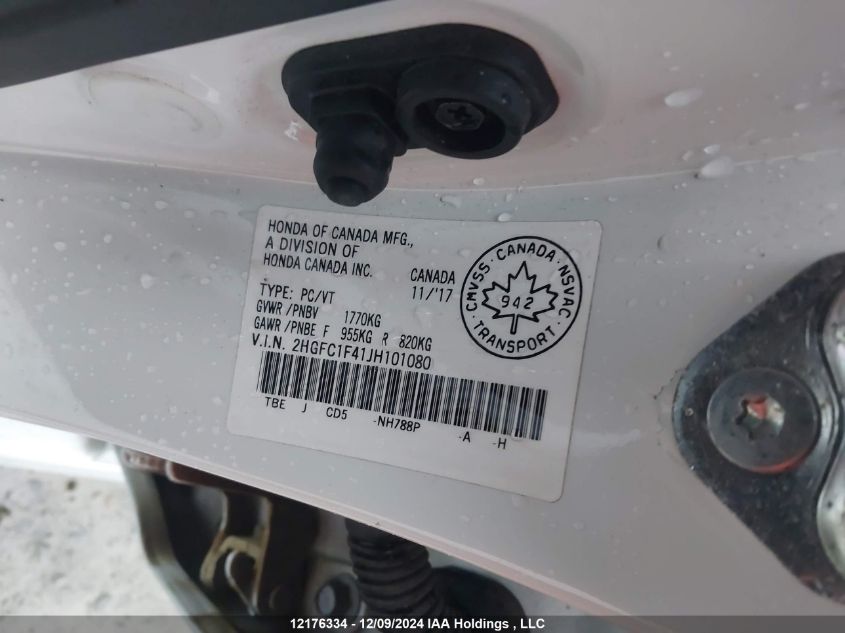 HONDA OF CANADA MFG.,
A DIVISION OF
HONDA CANADA INC. CANADA
TYPE: PC/VT 11/'17
GVWR /PNBV 1770KG
GAWR /PNBE F 955KG R 820KG
V.I.N. 2HGFC1F41JH101080
TBE J CD5 -NH788P -A -H
CMVSS · CANADA · NSVAC
942
TRANSPORT
12176334 - 12/09/2024 IAA Holdings , LLC